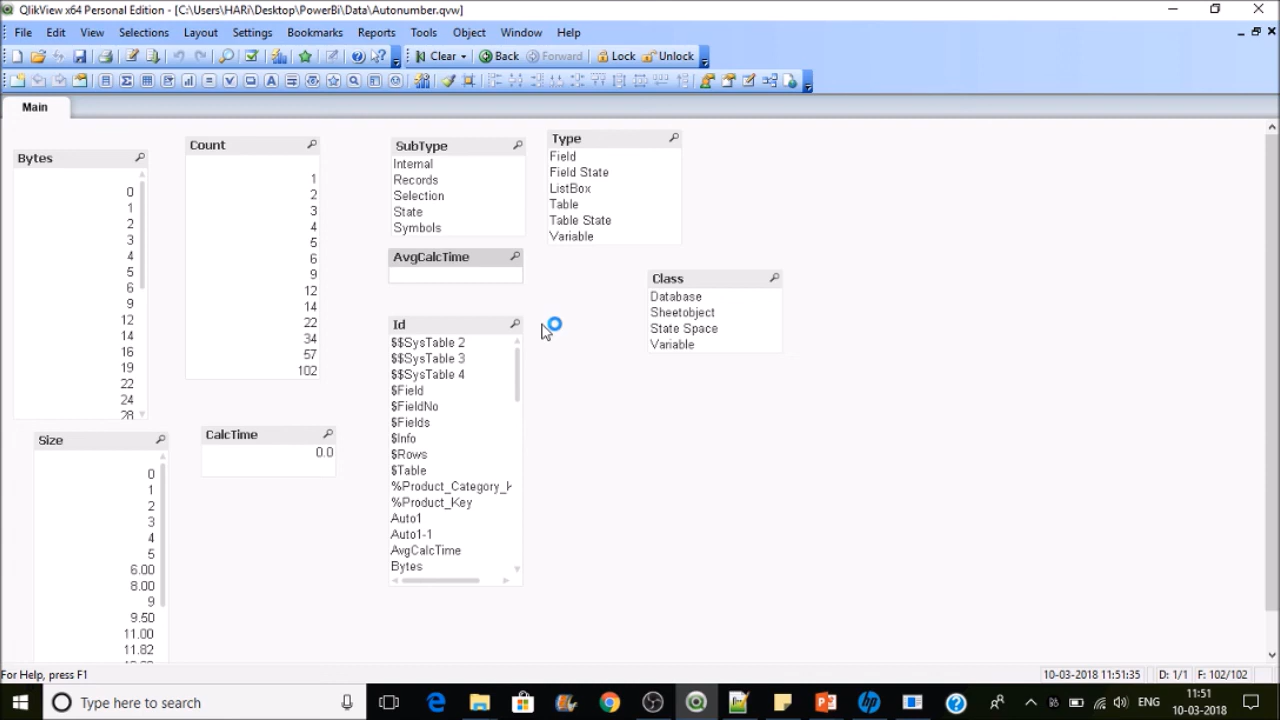 QlikView x64 Personal Edition - [C:\Users\HARi\Desktop\PowerBi\Data\Autonumber.qvw]
File Edit View Selections Layout Settings Bookmarks Reports Tools Object Window Help
Clear Back Forward Lock Unlock
Main
Bytes
0
1
2
3
4
5
6
9
12
14
16
19
22
24
28
Size
0
1
2
3
4
5
6.00
8.00
9
9.50
11.00
11.82
Count
1
2
3
4
5
6
9
12
14
22
34
57
102
CalcTime
0.0
SubType
Internal
Records
Selection
State
Symbols
AvgCalcTime
Id
$$SysTable 2
$$SysTable 3
$$SysTable 4
$Field
$FieldNo
$Fields
$Info
$Rows
$Table
%Product_Category_K
%Product_Key
Auto1
Auto1-1
AvgCalcTime
Bytes
Type
Field
Field State
ListBox
Table
Table State
Variable
Class
Database
Sheetobject
State Space
Variable
For Help, press F1
10-03-2018 11:51:35 D: 1/1 F: 102/102
Type here to search
ENG
11:51
10-03-2018